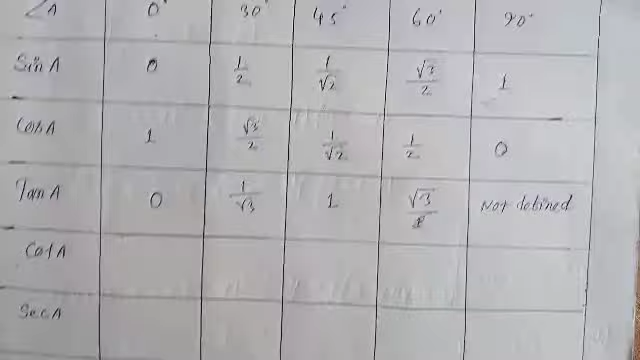 ∠A 0° 30° 45° 60° 90°
Sin A 0 1/2 1/√2 √3/2 1
Cos A 1 √3/2 1/√2 1/2 0
Tan A 0 1/√3 1 √3 Not defined
Cot A
Sec A